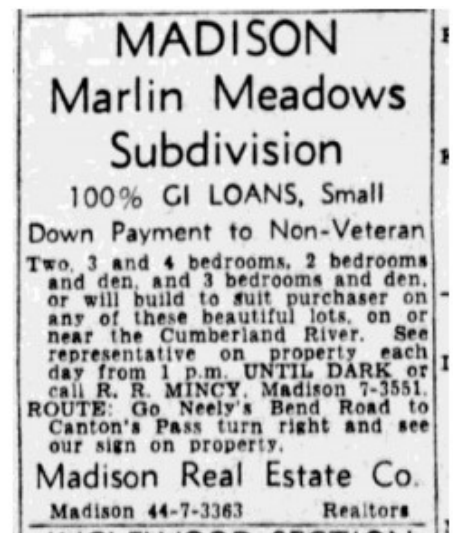 MADISON
Marlin Meadows
Subdivision
100% GI LOANS, Small
Down Payment to Non-Veteran
Two, 3 and 4 bedrooms, 2 bedrooms
and den, and 3 bedrooms and den,
or will build to suit purchaser on
any of these beautiful lots, on or
near the Cumberland River. See
representative on property each
day from 1 p.m. UNTIL DARK or
call R. R. MINCY, Madison 7-3551.
ROUTE: Go Neely's Bend Road to
Canton's Pass turn right and see
our sign on property.
Madison Real Estate Co.
Madison 44-7-3363 Realtors